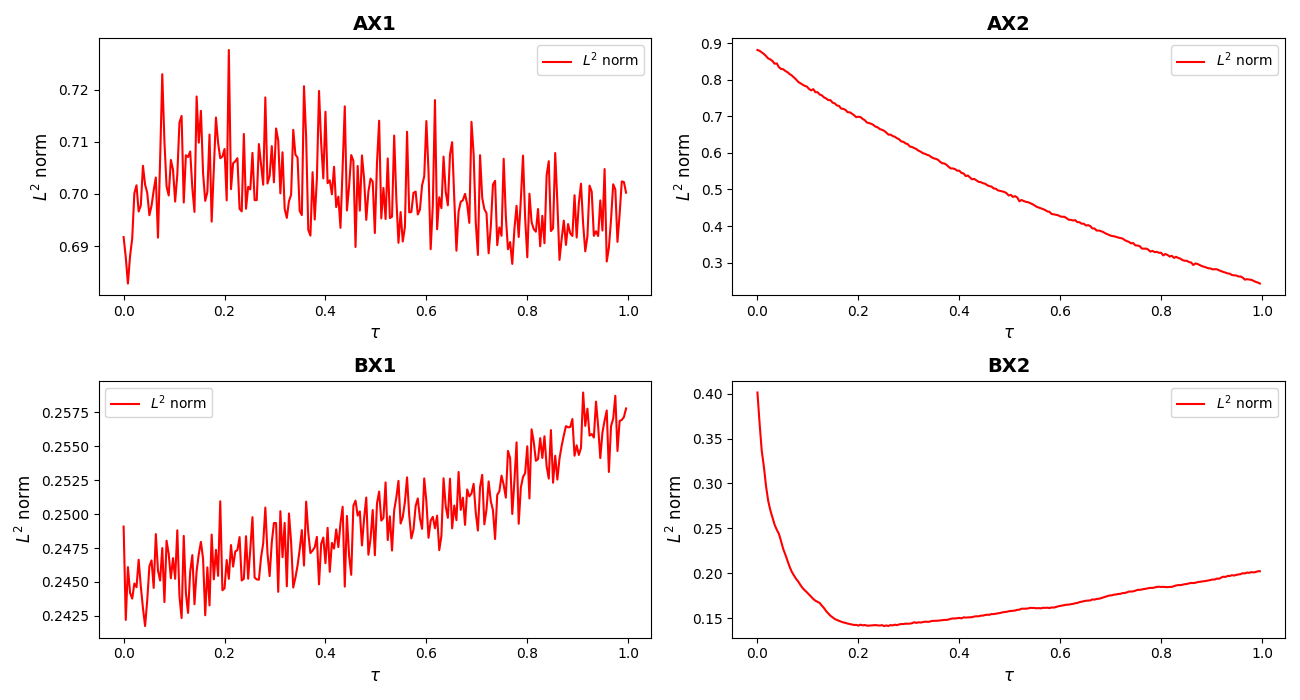 AX1
L² norm
0.72
0.71
0.70
0.69
L² norm
0.0 0.2 0.4 0.6 0.8 1.0
τ
AX2
L² norm
0.9
0.8
0.7
0.6
0.5
0.4
0.3
L² norm
0.0 0.2 0.4 0.6 0.8 1.0
τ
BX1
L² norm
0.2575
0.2550
0.2525
0.2500
0.2475
0.2450
0.2425
L² norm
0.0 0.2 0.4 0.6 0.8 1.0
τ
BX2
L² norm
0.40
0.35
0.30
0.25
0.20
0.15
L² norm
0.0 0.2 0.4 0.6 0.8 1.0
τ